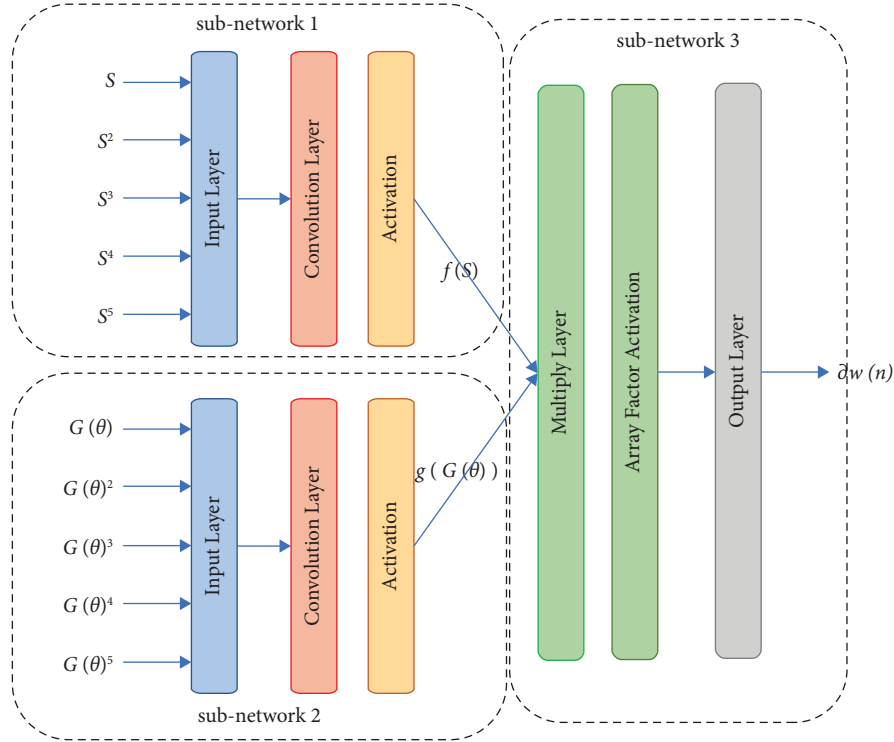 sub-network 1
S
S²
S³
S⁴
S⁵
Input Layer
Convolution Layer
Activation
f (S)
sub-network 2
G (θ)
G (θ)²
G (θ)³
G (θ)⁴
G (θ)⁵
Input Layer
Convolution Layer
Activation
g ( G (θ) )
sub-network 3
Multiply Layer
Array Factor Activation
Output Layer
∂w (n)